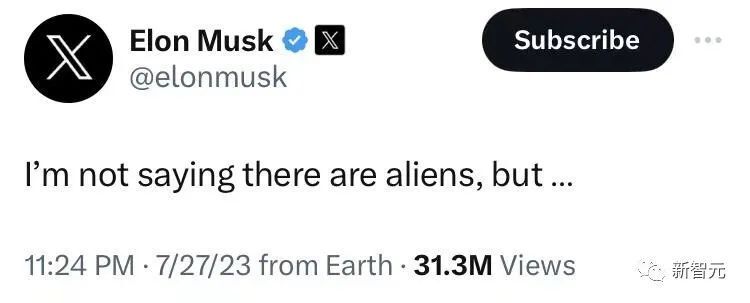 Elon Musk
Subscribe
@elonmusk
I’m not saying there are aliens, but ...
11:24 PM · 7/27/23 from Earth · 31.3M Views
新智元